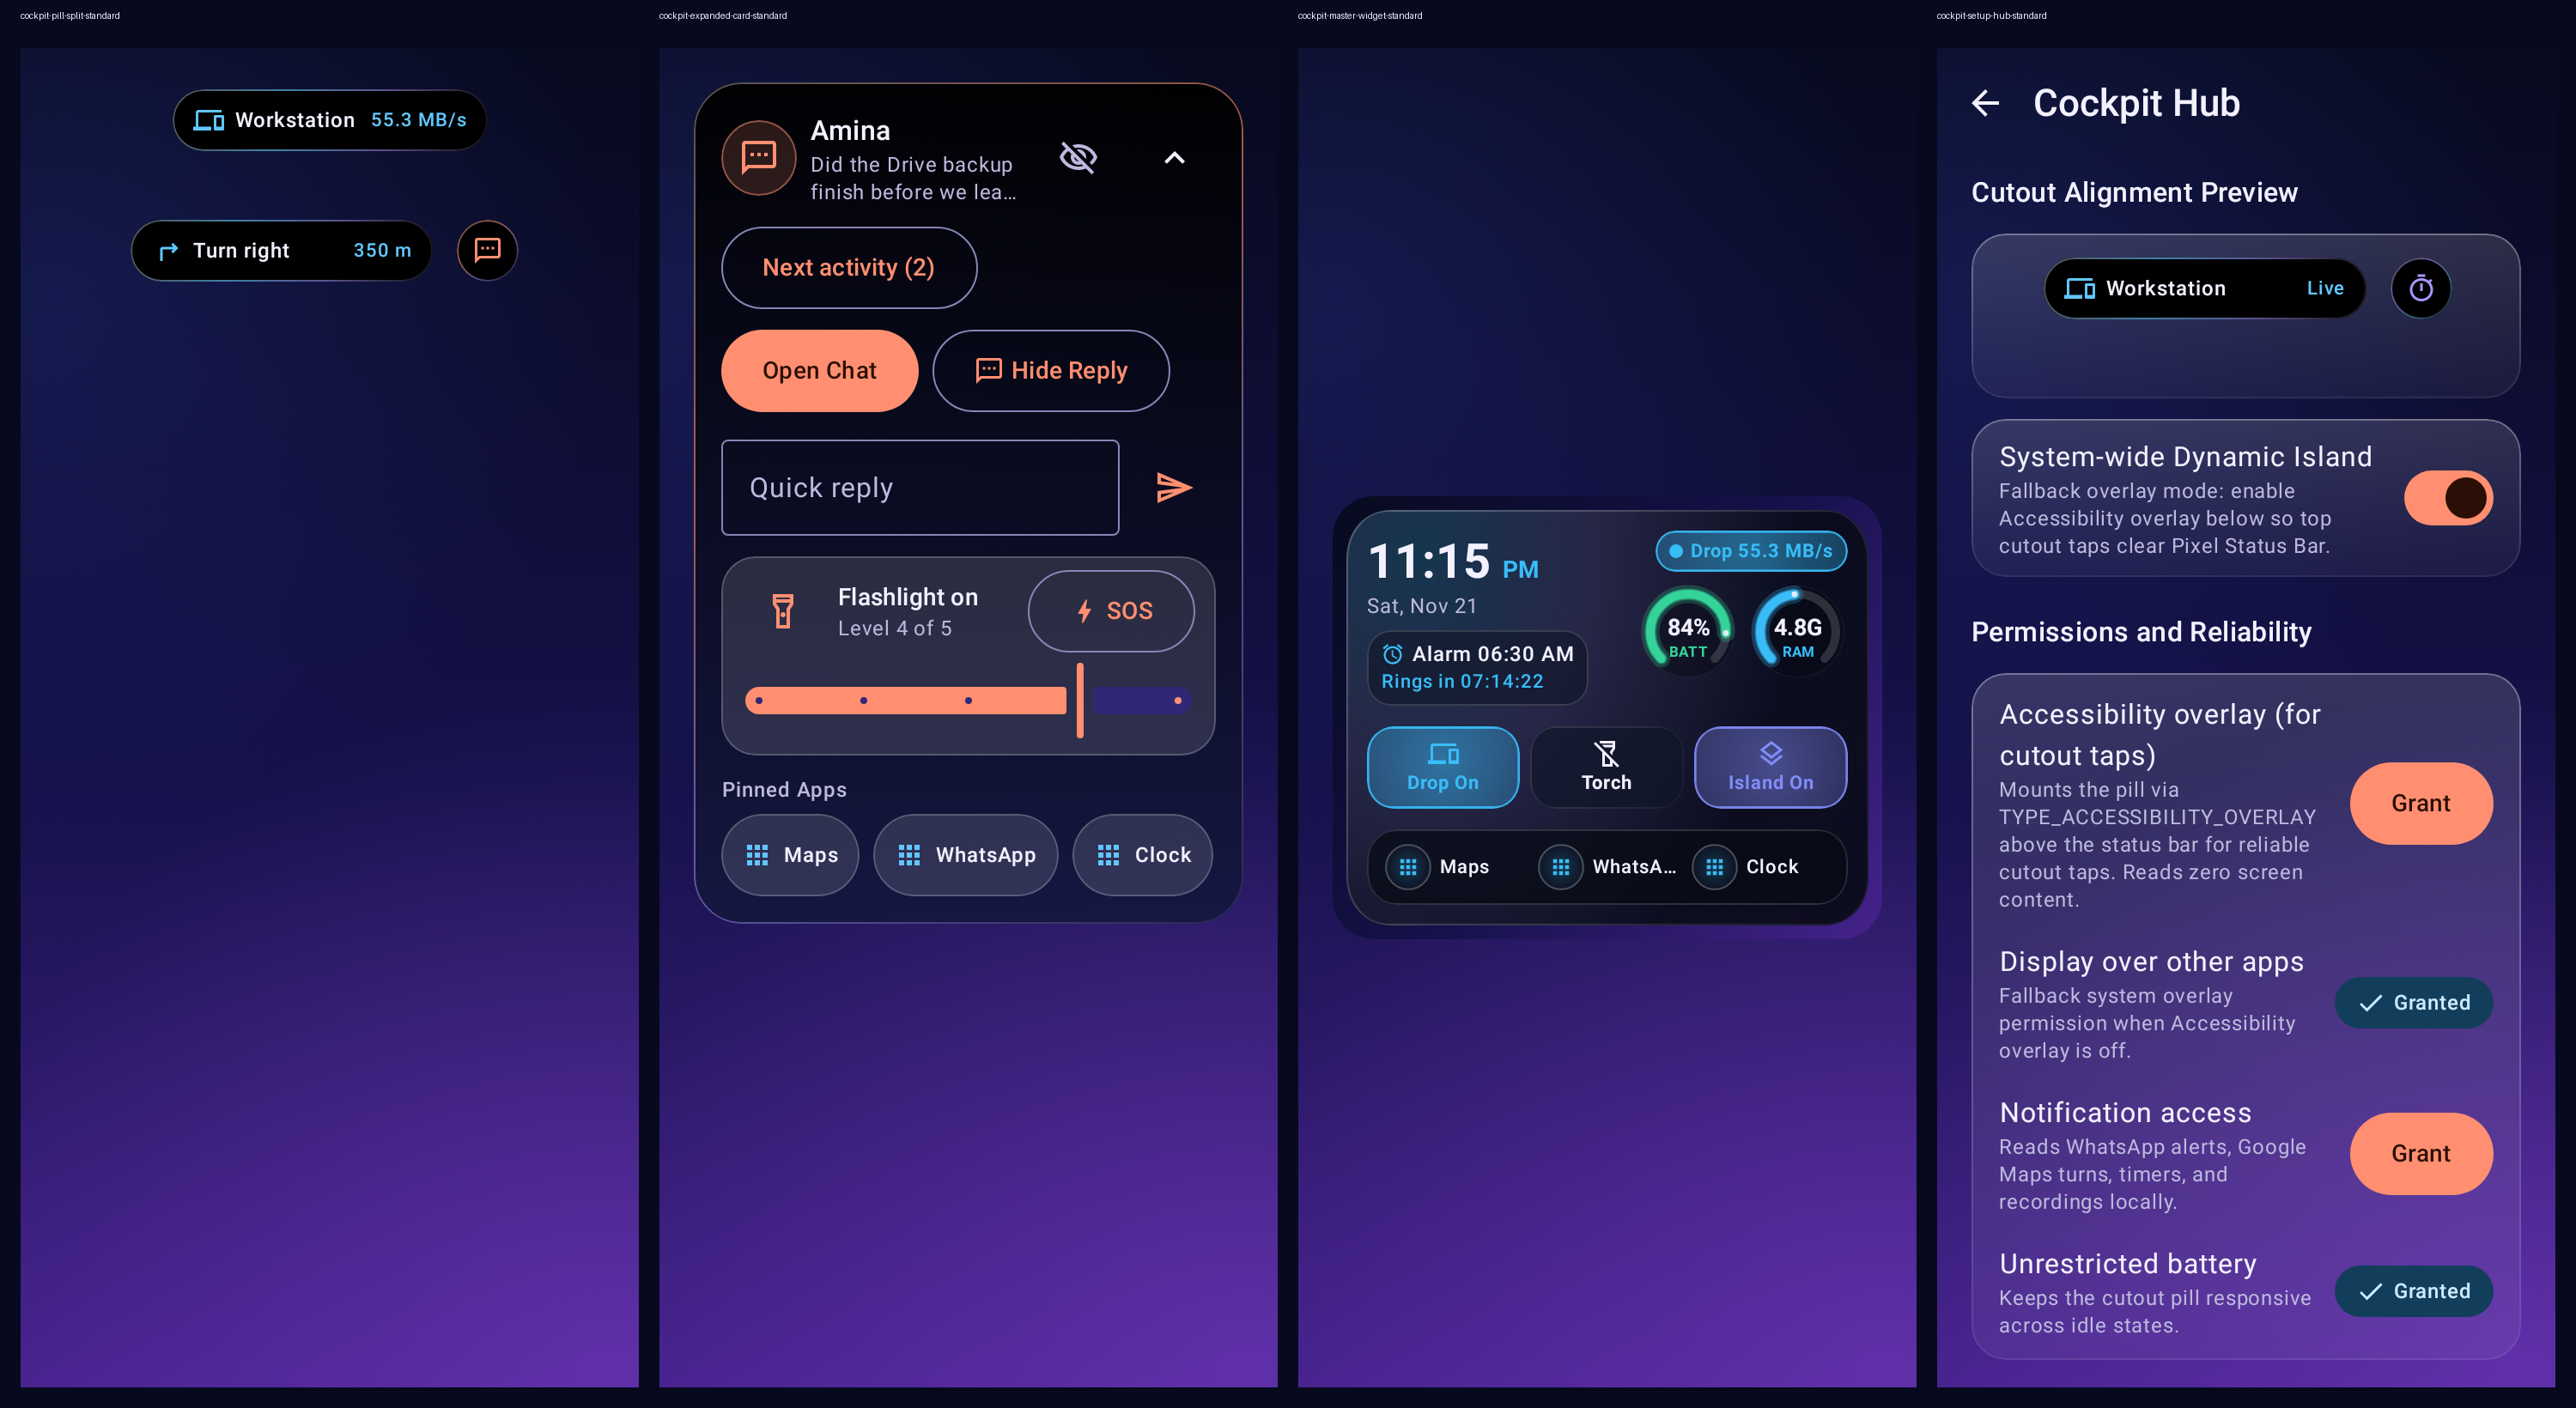 cockpit-pill-split-standard
Workstation 55.3 MB/s
Turn right 350 m
cockpit-expanded-card-standard
Amina
Did the Drive backup
finish before we lea...
Next activity (2)
Open Chat
Hide Reply
Quick reply
Flashlight on
Level 4 of 5
SOS
Pinned Apps
Maps
WhatsApp
Clock
cockpit-master-widget-standard
11:15 PM
Sat, Nov 21
Drop 55.3 MB/s
84%
BATT
4.8G
RAM
Alarm 06:30 AM
Rings in 07:14:22
Drop On
Torch
Island On
Maps
WhatsA...
Clock
cockpit-setup-hub-standard
Cockpit Hub
Cutout Alignment Preview
Workstation Live
System-wide Dynamic Island
Fallback overlay mode: enable
Accessibility overlay below so top
cutout taps clear Pixel Status Bar.
Permissions and Reliability
Accessibility overlay (for
cutout taps)
Mounts the pill via
TYPE_ACCESSIBILITY_OVERLAY
above the status bar for reliable
cutout taps. Reads zero screen
content.
Grant
Display over other apps
Fallback system overlay
permission when Accessibility
overlay is off.
Granted
Notification access
Reads WhatsApp alerts, Google
Maps turns, timers, and
recordings locally.
Grant
Unrestricted battery
Keeps the cutout pill responsive
across idle states.
Granted